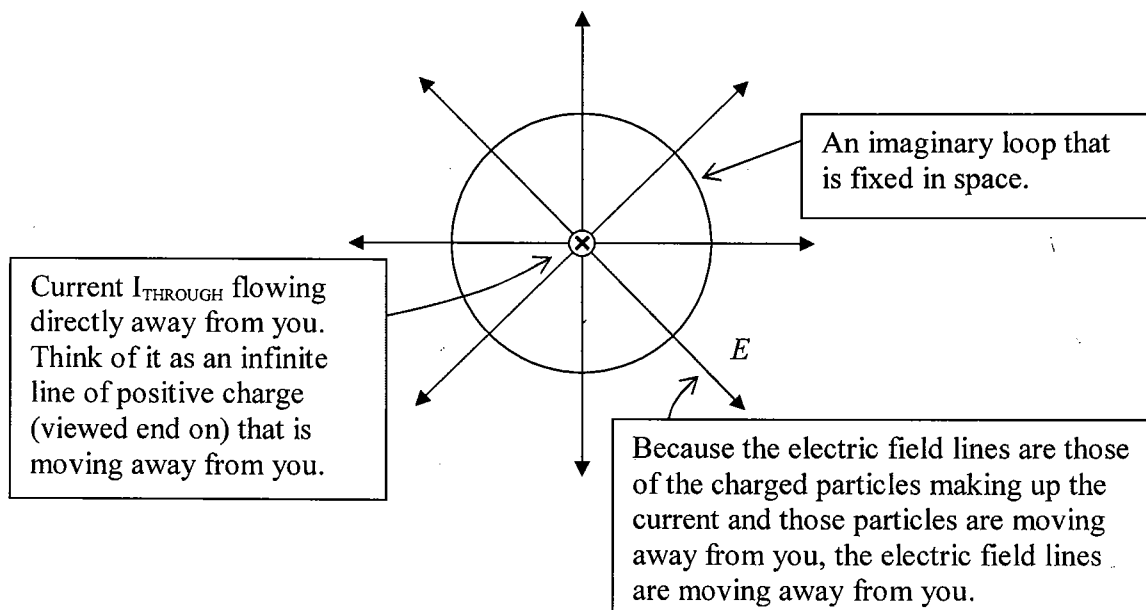 An imaginary loop that
is fixed in space.
Current I_THROUGH flowing
directly away from you.
Think of it as an infinite
line of positive charge
(viewed end on) that is
moving away from you.
E
Because the electric field lines are those
of the charged particles making up the
current and those particles are moving
away from you, the electric field lines
are moving away from you.